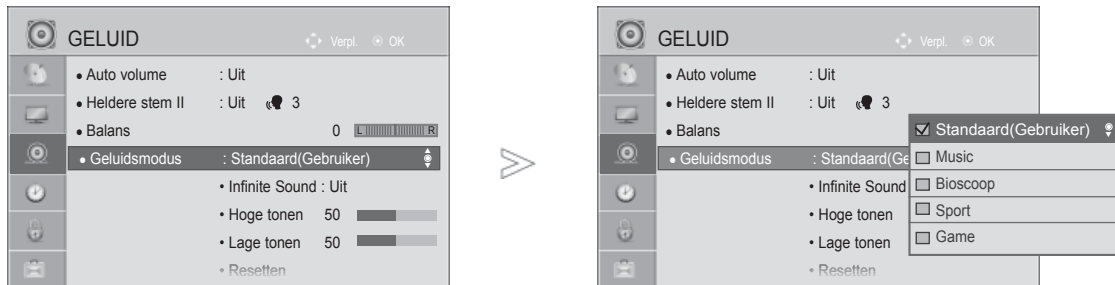 GELUID Verpl. OK
• Auto volume : Uit
• Heldere stem II : Uit 3
• Balans 0 L R
• Geluidsmodus : Standaard(Gebruiker)
• Infinite Sound : Uit
• Hoge tonen 50
• Lage tonen 50
• Resetten
GELUID Verpl. OK
• Auto volume : Uit
• Heldere stem II : Uit 3
• Balans
• Geluidsmodus : Standaard(Ge
• Infinite Sound
• Hoge tonen
• Lage tonen
• Resetten
Standaard(Gebruiker)
Music
Bioscoop
Sport
Game